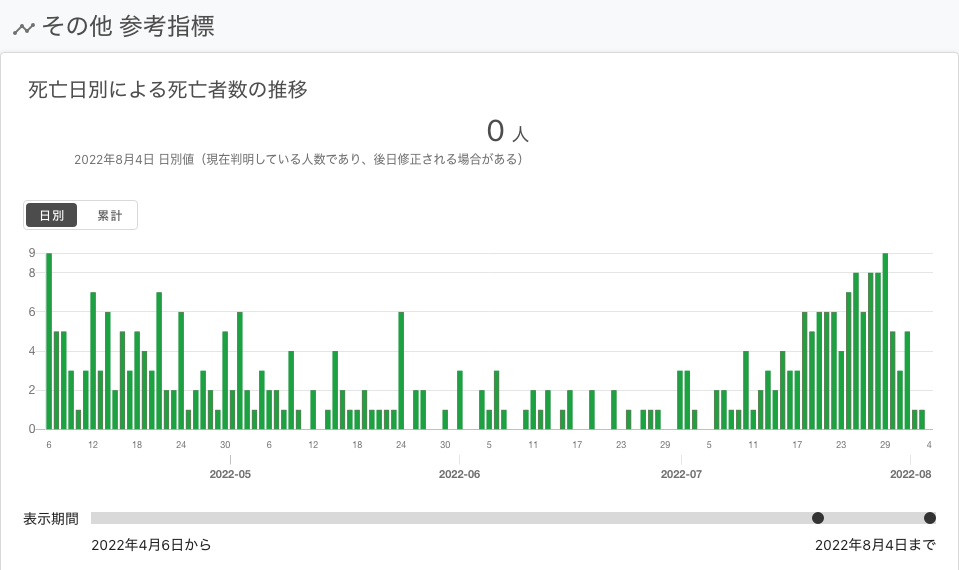 その他 参考指標
死亡日別による死亡者数の推移
0 人
2022年8月4日 日別値（現在判明している人数であり、後日修正される場合がある）
日別 累計
9
8
6
4
2
0
6 12 18 24 30 6 12 18 24 30 5 11 17 23 29 5 11 17 23 29 4
2022-05 2022-06 2022-07 2022-08
表示期間
2022年4月6日から 2022年8月4日まで